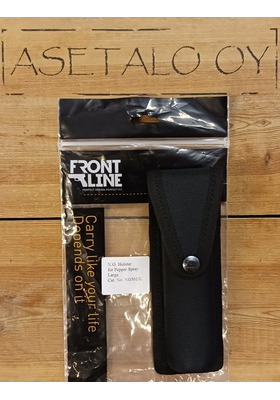 ASETALO OY
FRONT
LINE
Carry like your life
Depends on it
N.G. Holster
for Pepper Spray
Large
Cat. No.